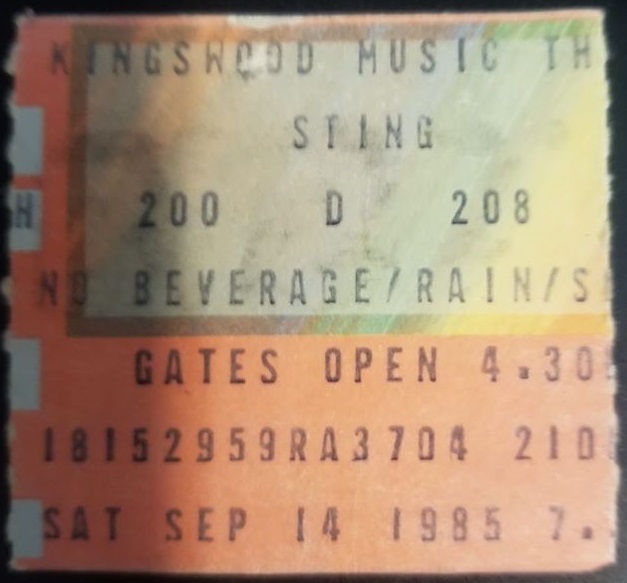 KINGSWOOD MUSIC TH
STING
H 200 D 208
NO BEVERAGE/RAIN/S
GATES OPEN 4.30
18152959RA3704 210
SAT SEP 14 1985 7.